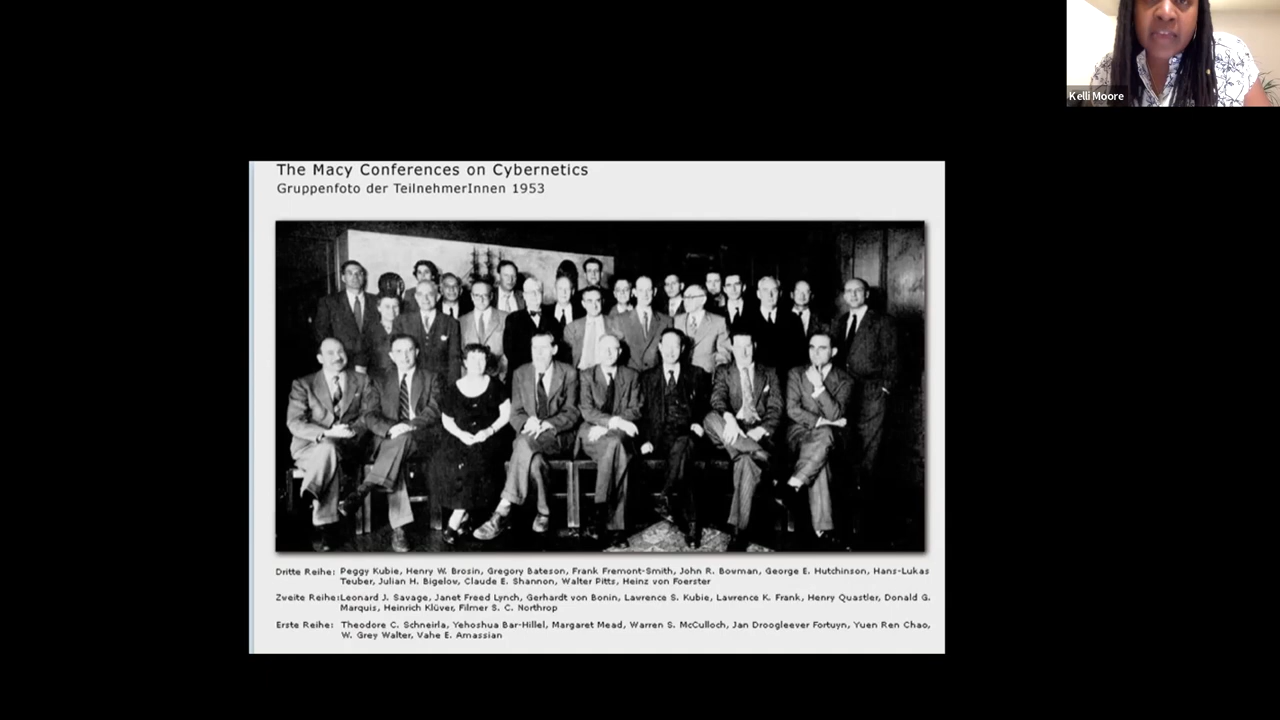 Kelli Moore
The Macy Conferences on Cybernetics
Gruppenfoto der TeilnehmerInnen 1953
Dritte Reihe: Peggy Kubie, Henry W. Brosin, Gregory Bateson, Frank Fremont-Smith, John R. Bowman, George E. Hutchinson, Hans-Lukas
Teuber, Julian H. Bigelow, Claude E. Shannon, Walter Pitts, Heinz von Foerster
Zweite Reihe: Leonard J. Savage, Janet Freed Lynch, Gerhardt von Bonin, Lawrence S. Kubie, Lawrence K. Frank, Henry Quastler, Donald G.
Marquis, Heinrich Klüver, Filmer S. C. Northrop
Erste Reihe: Theodore C. Schneirla, Yehoshua Bar-Hillel, Margaret Mead, Warren S. McCulloch, Jan Droogleever Fortuyn, Yuen Ren Chao,
W. Grey Walter, Vahe E. Amassian